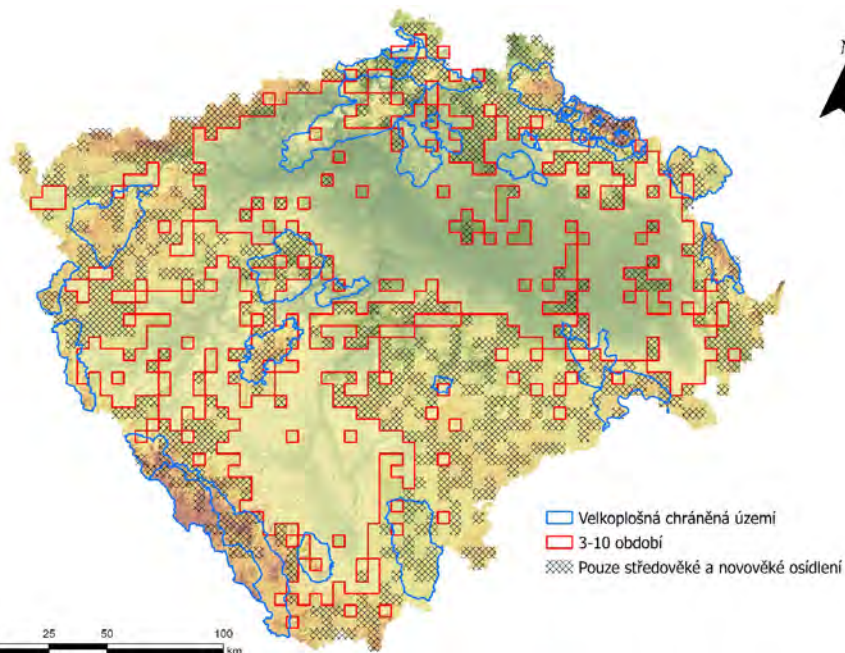 N
Velkoplošná chráněná území
3-10 období
Pouze středověké a novověké osídlení
25 50 100
km